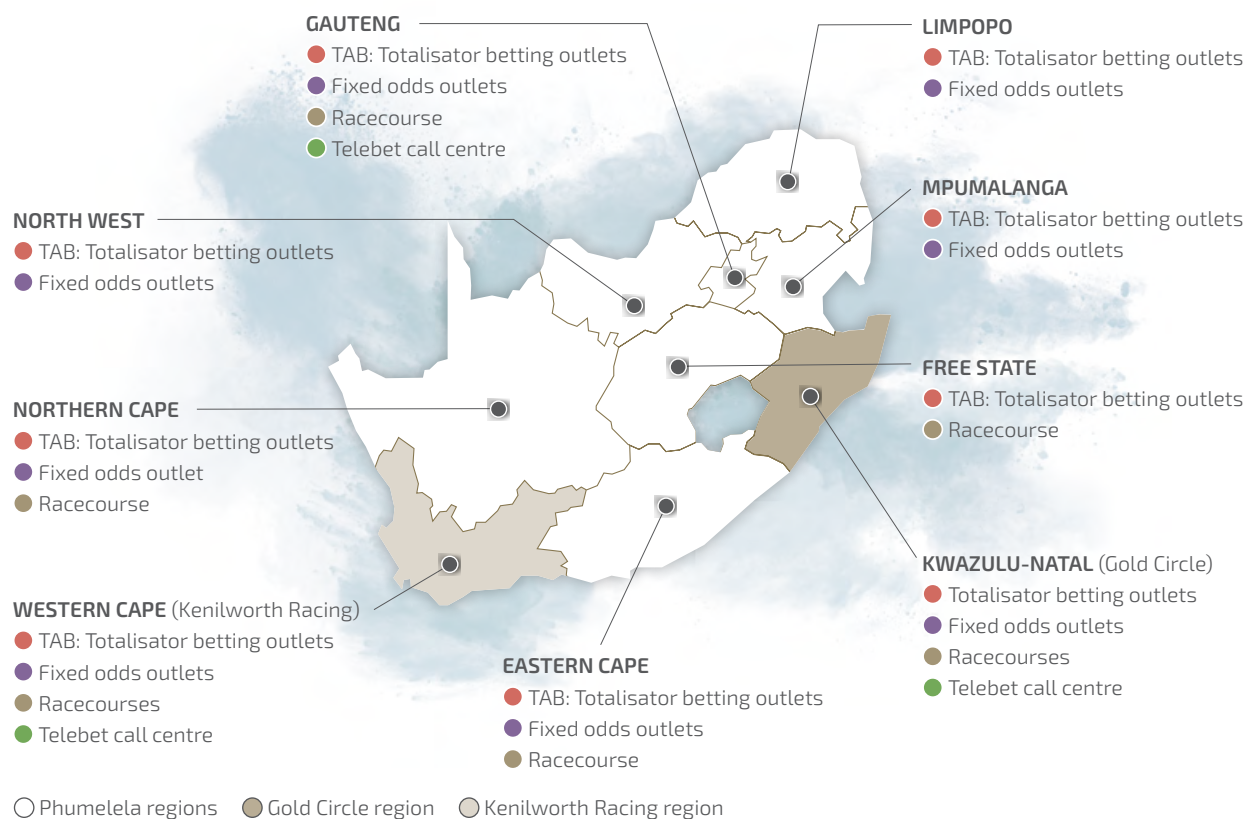 GAUTENG
TAB: Totalisator betting outlets
Fixed odds outlets
Racecourse
Telebet call centre
LIMPOPO
TAB: Totalisator betting outlets
Fixed odds outlets
MPUMALANGA
TAB: Totalisator betting outlets
Fixed odds outlets
NORTH WEST
TAB: Totalisator betting outlets
Fixed odds outlets
FREE STATE
TAB: Totalisator betting outlets
Racecourse
NORTHERN CAPE
TAB: Totalisator betting outlets
Fixed odds outlet
Racecourse
KWAZULU-NATAL (Gold Circle)
Totalisator betting outlets
Fixed odds outlets
Racecourses
Telebet call centre
WESTERN CAPE (Kenilworth Racing)
TAB: Totalisator betting outlets
Fixed odds outlets
Racecourses
Telebet call centre
EASTERN CAPE
TAB: Totalisator betting outlets
Fixed odds outlets
Racecourse
Phumelela regions Gold Circle region Kenilworth Racing region